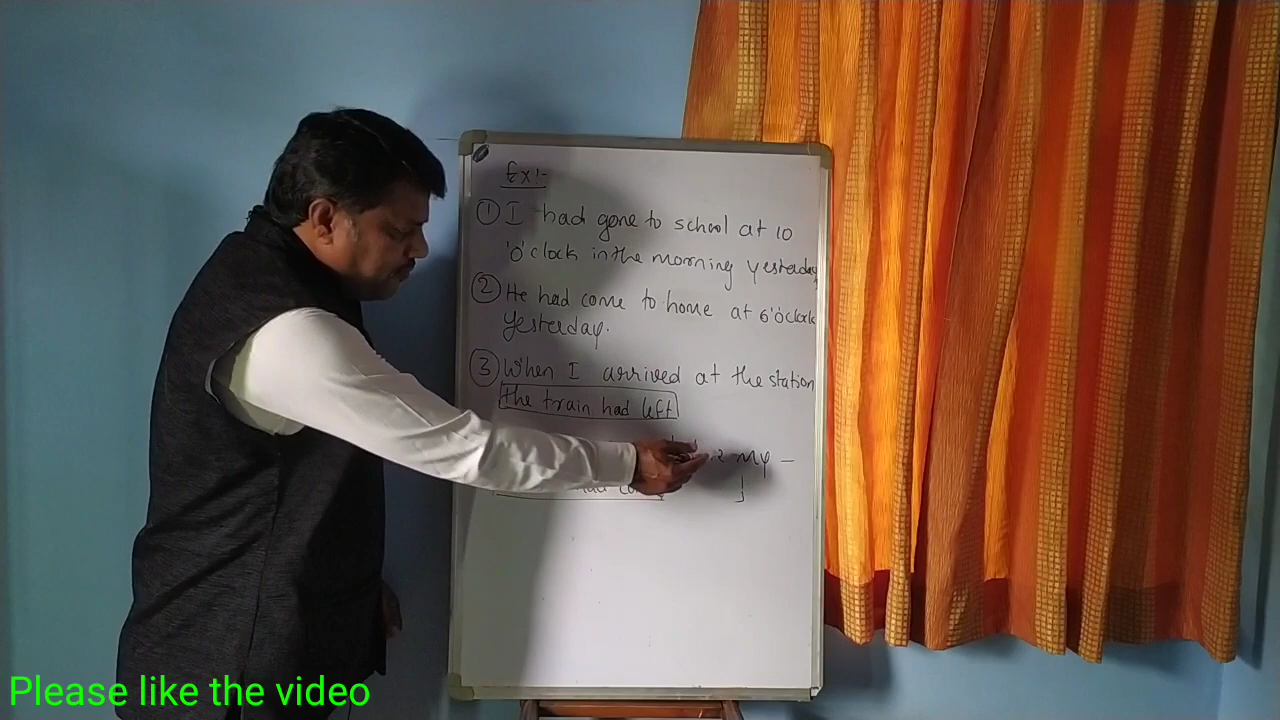 Ex:-
① I had gone to school at 10
'O'clock in the morning yesterday
② He had come to home at 6'O'clock
Yesterday.
③ When I arrived at the station
the train had left
my —
had
Please like the video